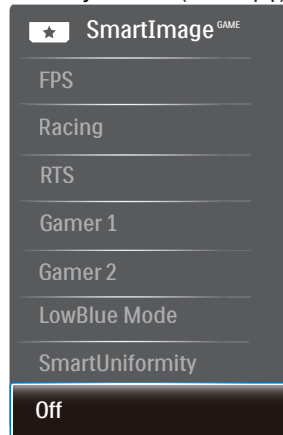 SmartImage GAME
FPS
Racing
RTS
Gamer 1
Gamer 2
LowBlue Mode
SmartUniformity
Off